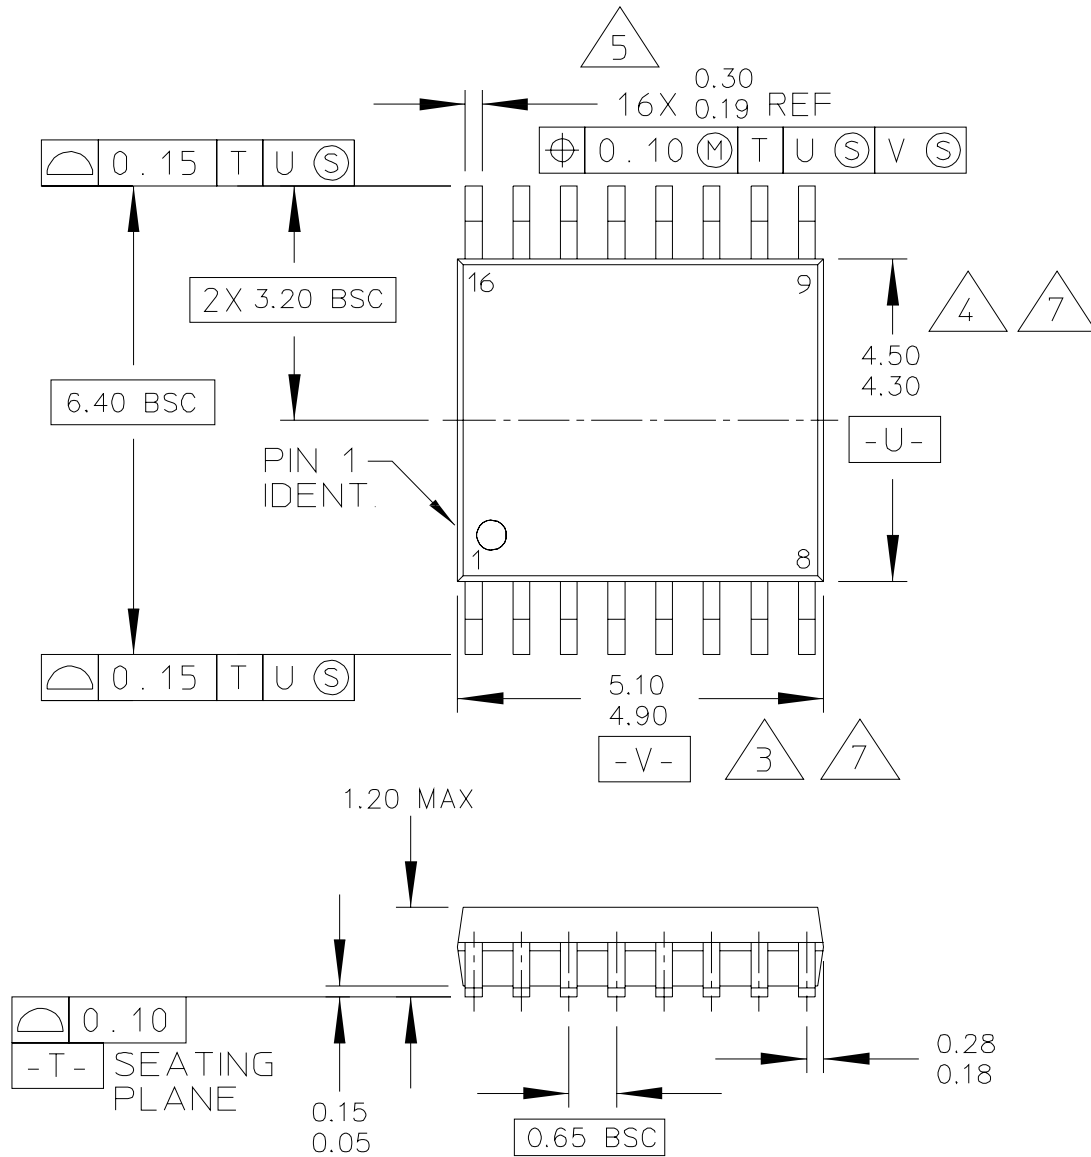 5
0.30
16X 0.19 REF
0.15 T U Ⓢ
0.10 Ⓜ T U Ⓢ V Ⓢ
16 9
2X 3.20 BSC
4 7
4.50
4.30
6.40 BSC
-U-
PIN 1
IDENT.
1 8
0.15 T U Ⓢ
5.10
4.90
-V- 3 7
1.20 MAX
0.10
-T- SEATING
PLANE
0.28
0.18
0.15
0.05
0.65 BSC